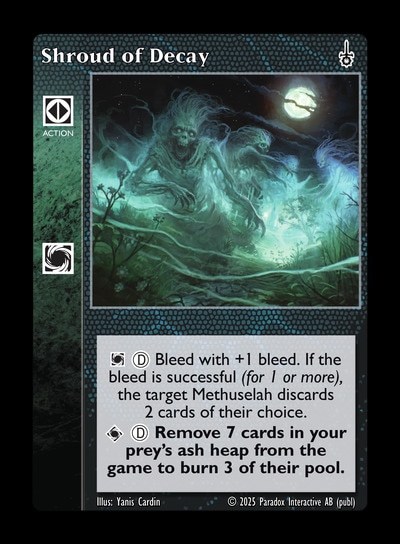 Shroud of Decay
ACTION
D Bleed with +1 bleed. If the
bleed is successful (for 1 or more),
the target Methuselah discards
2 cards of their choice.
D Remove 7 cards in your
prey's ash heap from the
game to burn 3 of their pool.
Illus: Yanis Cardin © 2025 Paradox Interactive AB (publ)